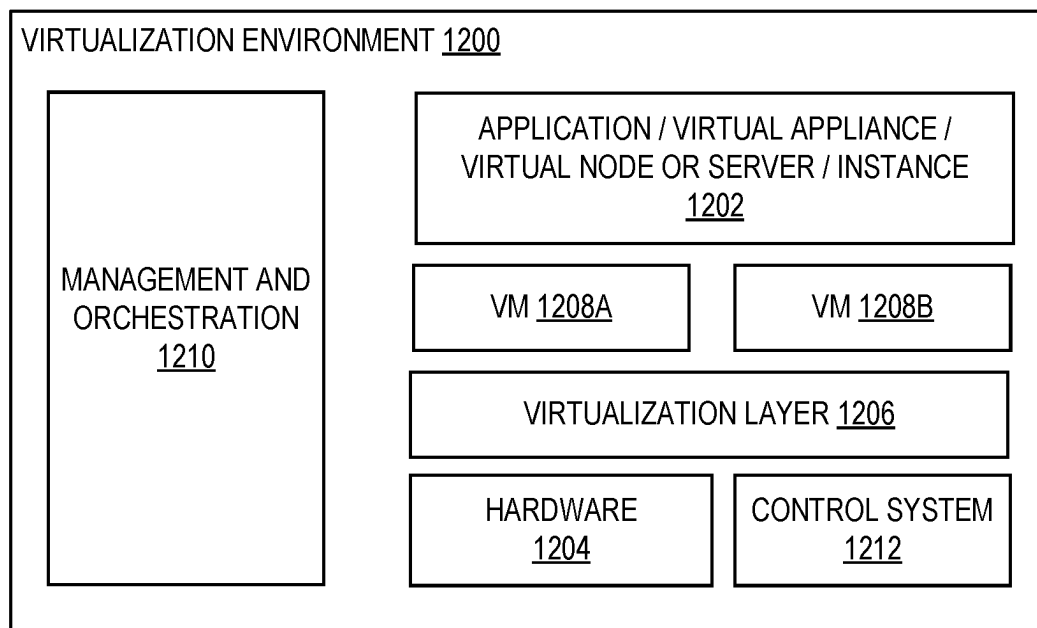 VIRTUALIZATION ENVIRONMENT 1200
MANAGEMENT AND
ORCHESTRATION
1210
APPLICATION / VIRTUAL APPLIANCE /
VIRTUAL NODE OR SERVER / INSTANCE
1202
VM 1208A
VM 1208B
VIRTUALIZATION LAYER 1206
HARDWARE
1204
CONTROL SYSTEM
1212